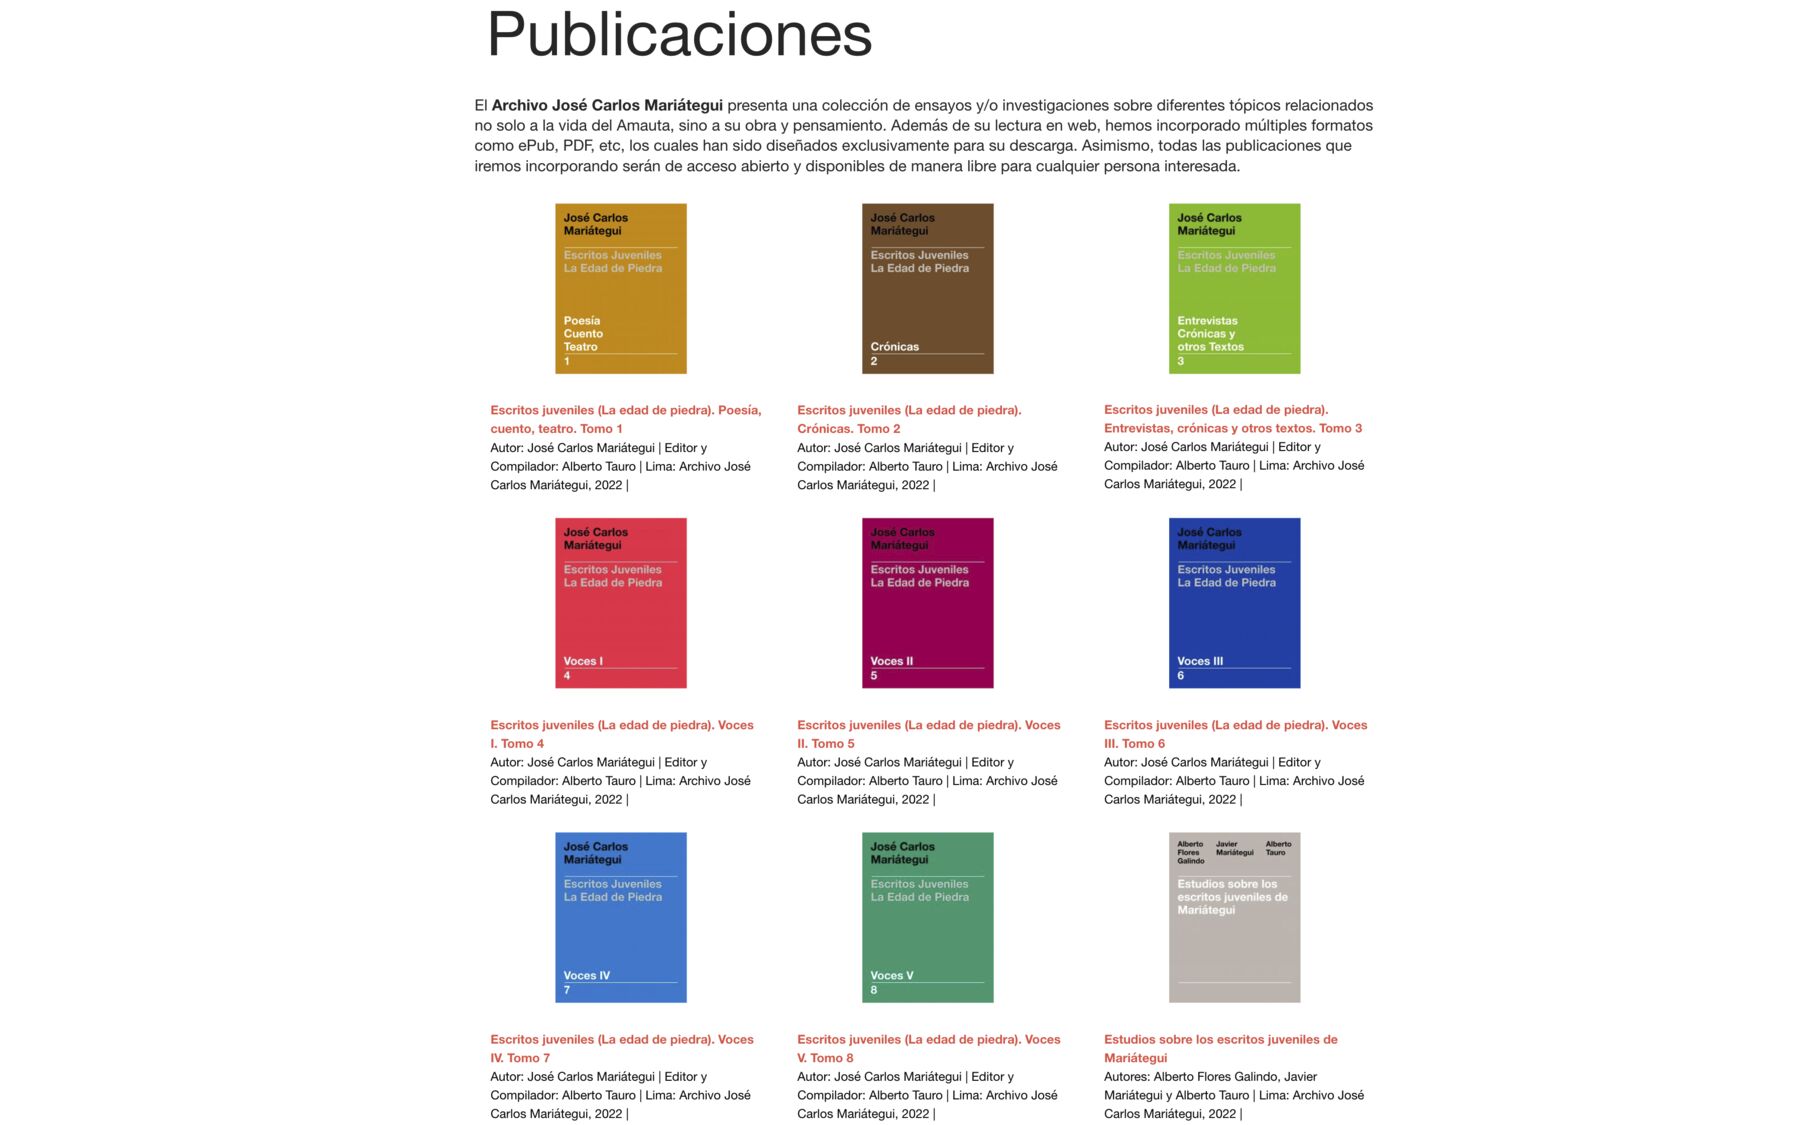 Publicaciones
El Archivo José Carlos Mariátegui presenta una colección de ensayos y/o investigaciones sobre diferentes tópicos relacionados
no solo a la vida del Amauta, sino a su obra y pensamiento. Además de su lectura en web, hemos incorporado múltiples formatos
como ePub, PDF, etc, los cuales han sido diseñados exclusivamente para su descarga. Asimismo, todas las publicaciones que
iremos incorporando serán de acceso abierto y disponibles de manera libre para cualquier persona interesada.
José Carlos
Mariátegui
Escritos Juveniles
La Edad de Piedra
Poesía
Cuento
Teatro
1
Escritos juveniles (La edad de piedra). Poesía,
cuento, teatro. Tomo 1
Autor: José Carlos Mariátegui | Editor y
Compilador: Alberto Tauro | Lima: Archivo José
Carlos Mariátegui, 2022 |
José Carlos
Mariátegui
Escritos Juveniles
La Edad de Piedra
Crónicas
2
Escritos juveniles (La edad de piedra).
Crónicas. Tomo 2
Autor: José Carlos Mariátegui | Editor y
Compilador: Alberto Tauro | Lima: Archivo José
Carlos Mariátegui, 2022 |
José Carlos
Mariátegui
Escritos Juveniles
La Edad de Piedra
Entrevistas
Crónicas y
otros Textos
3
Escritos juveniles (La edad de piedra).
Entrevistas, crónicas y otros textos. Tomo 3
Autor: José Carlos Mariátegui | Editor y
Compilador: Alberto Tauro | Lima: Archivo José
Carlos Mariátegui, 2022 |
José Carlos
Mariátegui
Escritos Juveniles
La Edad de Piedra
Voces I
4
Escritos juveniles (La edad de piedra). Voces
I. Tomo 4
Autor: José Carlos Mariátegui | Editor y
Compilador: Alberto Tauro | Lima: Archivo José
Carlos Mariátegui, 2022 |
José Carlos
Mariátegui
Escritos Juveniles
La Edad de Piedra
Voces II
5
Escritos juveniles (La edad de piedra). Voces
II. Tomo 5
Autor: José Carlos Mariátegui | Editor y
Compilador: Alberto Tauro | Lima: Archivo José
Carlos Mariátegui, 2022 |
José Carlos
Mariátegui
Escritos Juveniles
La Edad de Piedra
Voces III
6
Escritos juveniles (La edad de piedra). Voces
III. Tomo 6
Autor: José Carlos Mariátegui | Editor y
Compilador: Alberto Tauro | Lima: Archivo José
Carlos Mariátegui, 2022 |
José Carlos
Mariátegui
Escritos Juveniles
La Edad de Piedra
Voces IV
7
Escritos juveniles (La edad de piedra). Voces
IV. Tomo 7
Autor: José Carlos Mariátegui | Editor y
Compilador: Alberto Tauro | Lima: Archivo José
Carlos Mariátegui, 2022 |
José Carlos
Mariátegui
Escritos Juveniles
La Edad de Piedra
Voces V
8
Escritos juveniles (La edad de piedra). Voces
V. Tomo 8
Autor: José Carlos Mariátegui | Editor y
Compilador: Alberto Tauro | Lima: Archivo José
Carlos Mariátegui, 2022 |
Alberto Flores Galindo
Javier Mariátegui
Alberto Tauro
Estudios sobre los
escritos juveniles de
Mariátegui
Estudios sobre los escritos juveniles de
Mariátegui
Autores: Alberto Flores Galindo, Javier
Mariátegui y Alberto Tauro | Lima: Archivo José
Carlos Mariátegui, 2022 |